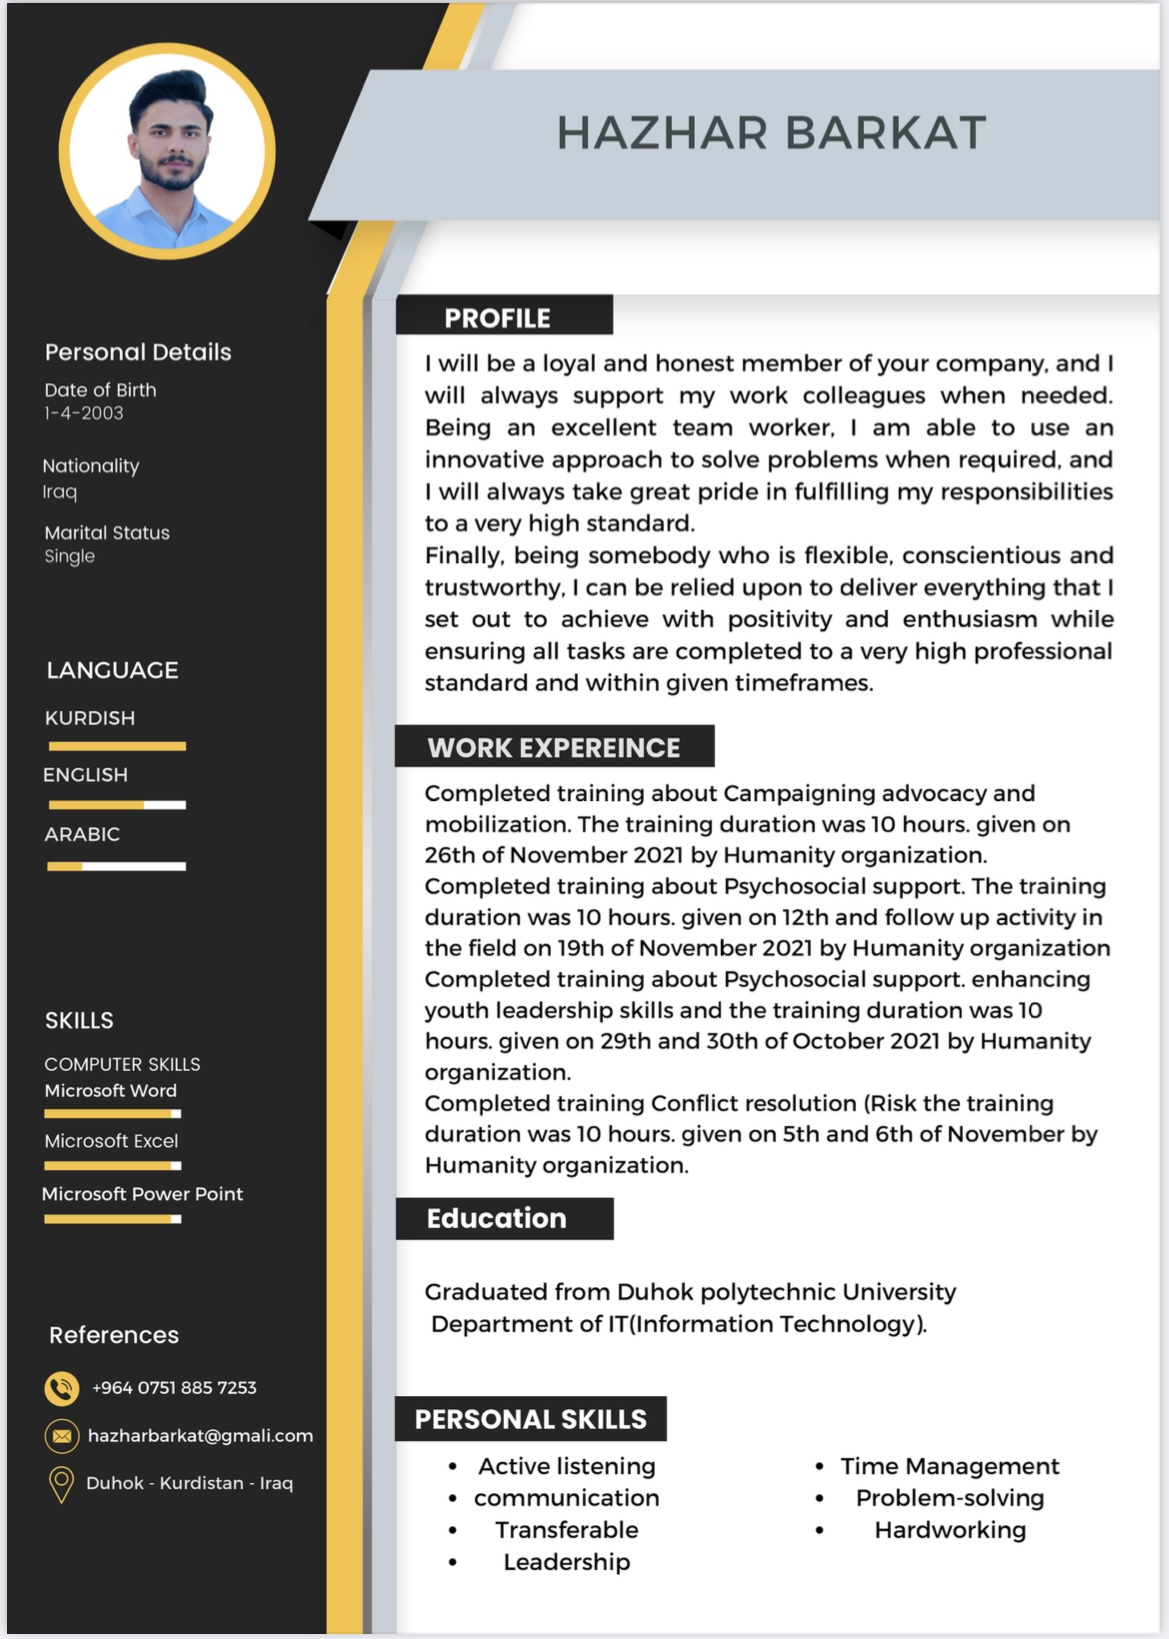 HAZHAR BARKAT
Personal Details
Date of Birth
1-4-2003
Nationality
Iraq
Marital Status
Single
LANGUAGE
KURDISH
ENGLISH
ARABIC
SKILLS
COMPUTER SKILLS
Microsoft Word
Microsoft Excel
Microsoft Power Point
References
+964 0751 885 7253
hazharbarkat@gmali.com
Duhok - Kurdistan - Iraq
PROFILE
I will be a loyal and honest member of your company, and I
will always support my work colleagues when needed.
Being an excellent team worker, I am able to use an
innovative approach to solve problems when required, and
I will always take great pride in fulfilling my responsibilities
to a very high standard.
Finally, being somebody who is flexible, conscientious and
trustworthy, I can be relied upon to deliver everything that I
set out to achieve with positivity and enthusiasm while
ensuring all tasks are completed to a very high professional
standard and within given timeframes.
WORK EXPEREINCE
Completed training about Campaigning advocacy and
mobilization. The training duration was 10 hours. given on
26th of November 2021 by Humanity organization.
Completed training about Psychosocial support. The training
duration was 10 hours. given on 12th and follow up activity in
the field on 19th of November 2021 by Humanity organization
Completed training about Psychosocial support. enhancing
youth leadership skills and the training duration was 10
hours. given on 29th and 30th of October 2021 by Humanity
organization.
Completed training Conflict resolution (Risk the training
duration was 10 hours. given on 5th and 6th of November by
Humanity organization.
Education
Graduated from Duhok polytechnic University
Department of IT(Information Technology).
PERSONAL SKILLS
• Active listening
• communication
• Transferable
• Leadership
• Time Management
• Problem-solving
• Hardworking